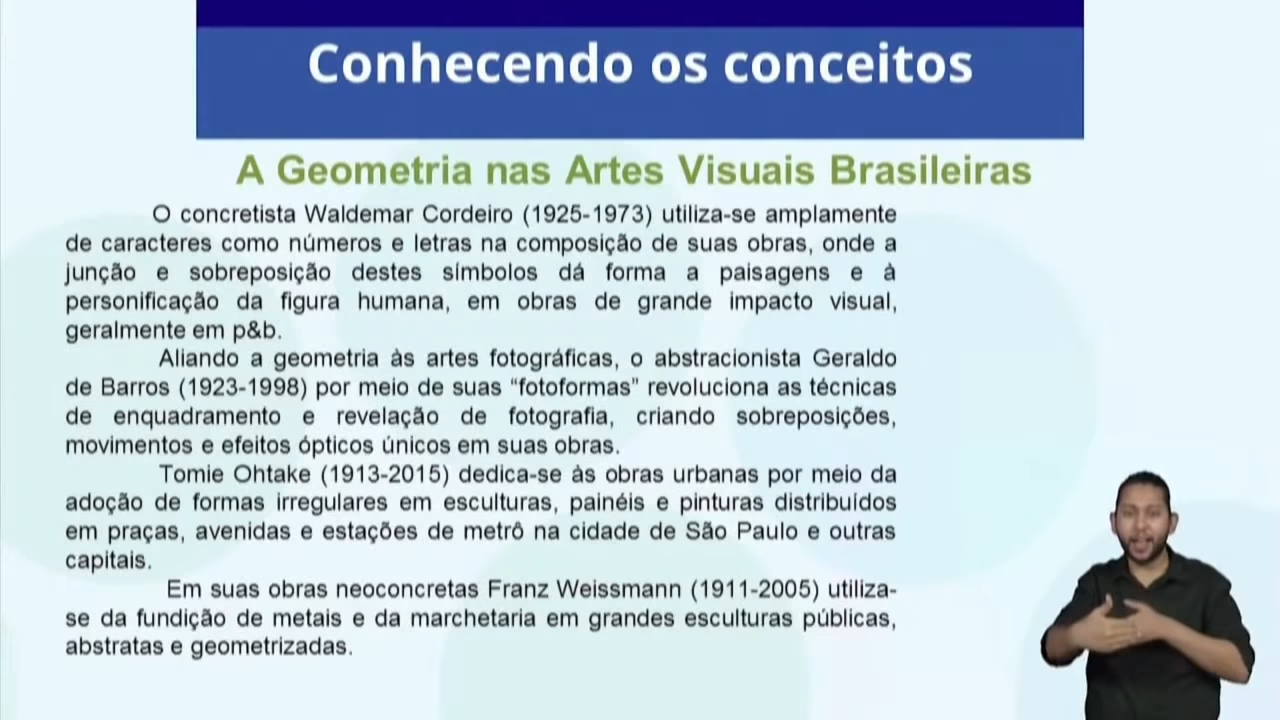 Conhecendo os conceitos
A Geometria nas Artes Visuais Brasileiras
O concretista Waldemar Cordeiro (1925-1973) utiliza-se amplamente
de caracteres como números e letras na composição de suas obras, onde a
junção e sobreposição destes símbolos dá forma a paisagens e à
personificação da figura humana, em obras de grande impacto visual,
geralmente em p&b.
Aliando a geometria às artes fotográficas, o abstracionista Geraldo
de Barros (1923-1998) por meio de suas “fotoformas” revoluciona as técnicas
de enquadramento e revelação de fotografia, criando sobreposições,
movimentos e efeitos ópticos únicos em suas obras.
Tomie Ohtake (1913-2015) dedica-se às obras urbanas por meio da
adoção de formas irregulares em esculturas, painéis e pinturas distribuídos
em praças, avenidas e estações de metrô na cidade de São Paulo e outras
capitais.
Em suas obras neoconcretas Franz Weissmann (1911-2005) utiliza-
se da fundição de metais e da marchetaria em grandes esculturas públicas,
abstratas e geometrizadas.